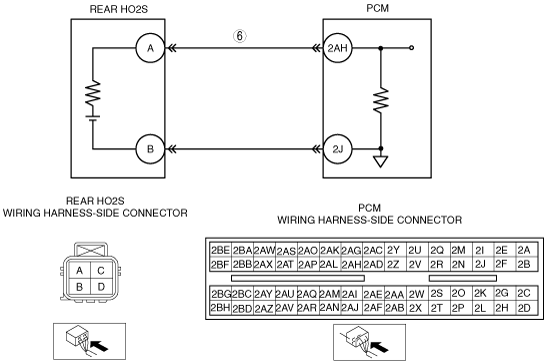 REAR HO2S
PCM
6
A
2AH
B
2J
REAR HO2S
WIRING HARNESS-SIDE CONNECTOR
PCM
WIRING HARNESS-SIDE CONNECTOR
A C
B D
2BE 2BA 2AW 2AS 2AO 2AK 2AG 2AC 2Y 2U 2Q 2M 2I 2E 2A
2BF 2BB 2AX 2AT 2AP 2AL 2AH 2AD 2Z 2V 2R 2N 2J 2F 2B
2BG 2BC 2AY 2AU 2AQ 2AM 2AI 2AE 2AA 2W 2S 2O 2K 2G 2C
2BH 2BD 2AZ 2AV 2AR 2AN 2AJ 2AF 2AB 2X 2T 2P 2L 2H 2D